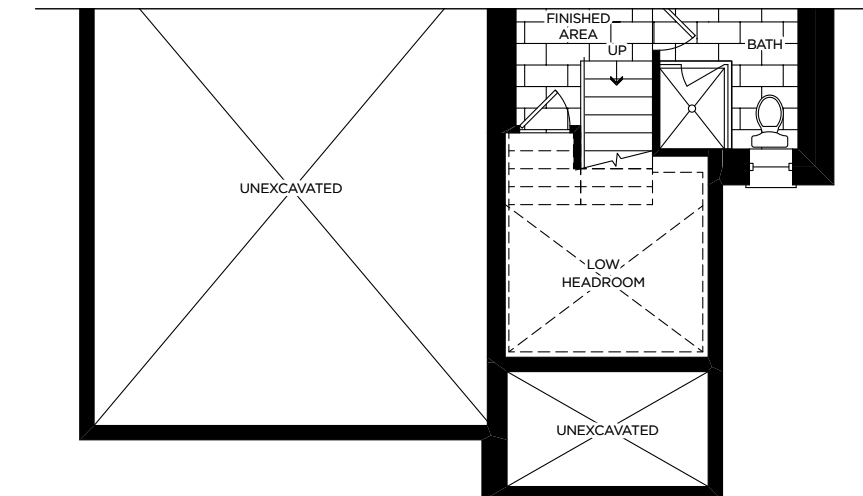 FINISHED
AREA
UP
BATH
UNEXCAVATED
LOW
HEADROOM
UNEXCAVATED